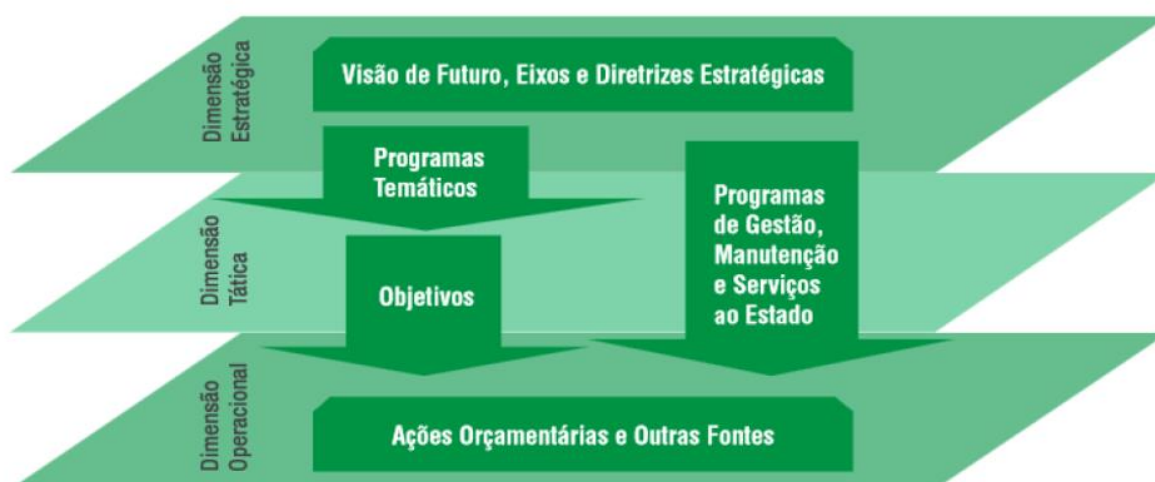 Dimensão
Estratégica
Visão de Futuro, Eixos e Diretrizes Estratégicas
Programas
Temáticos
Programas
de Gestão,
Manutenção
e Serviços
ao Estado
Dimensão
Tática
Objetivos
Dimensão
Operacional
Ações Orçamentárias e Outras Fontes